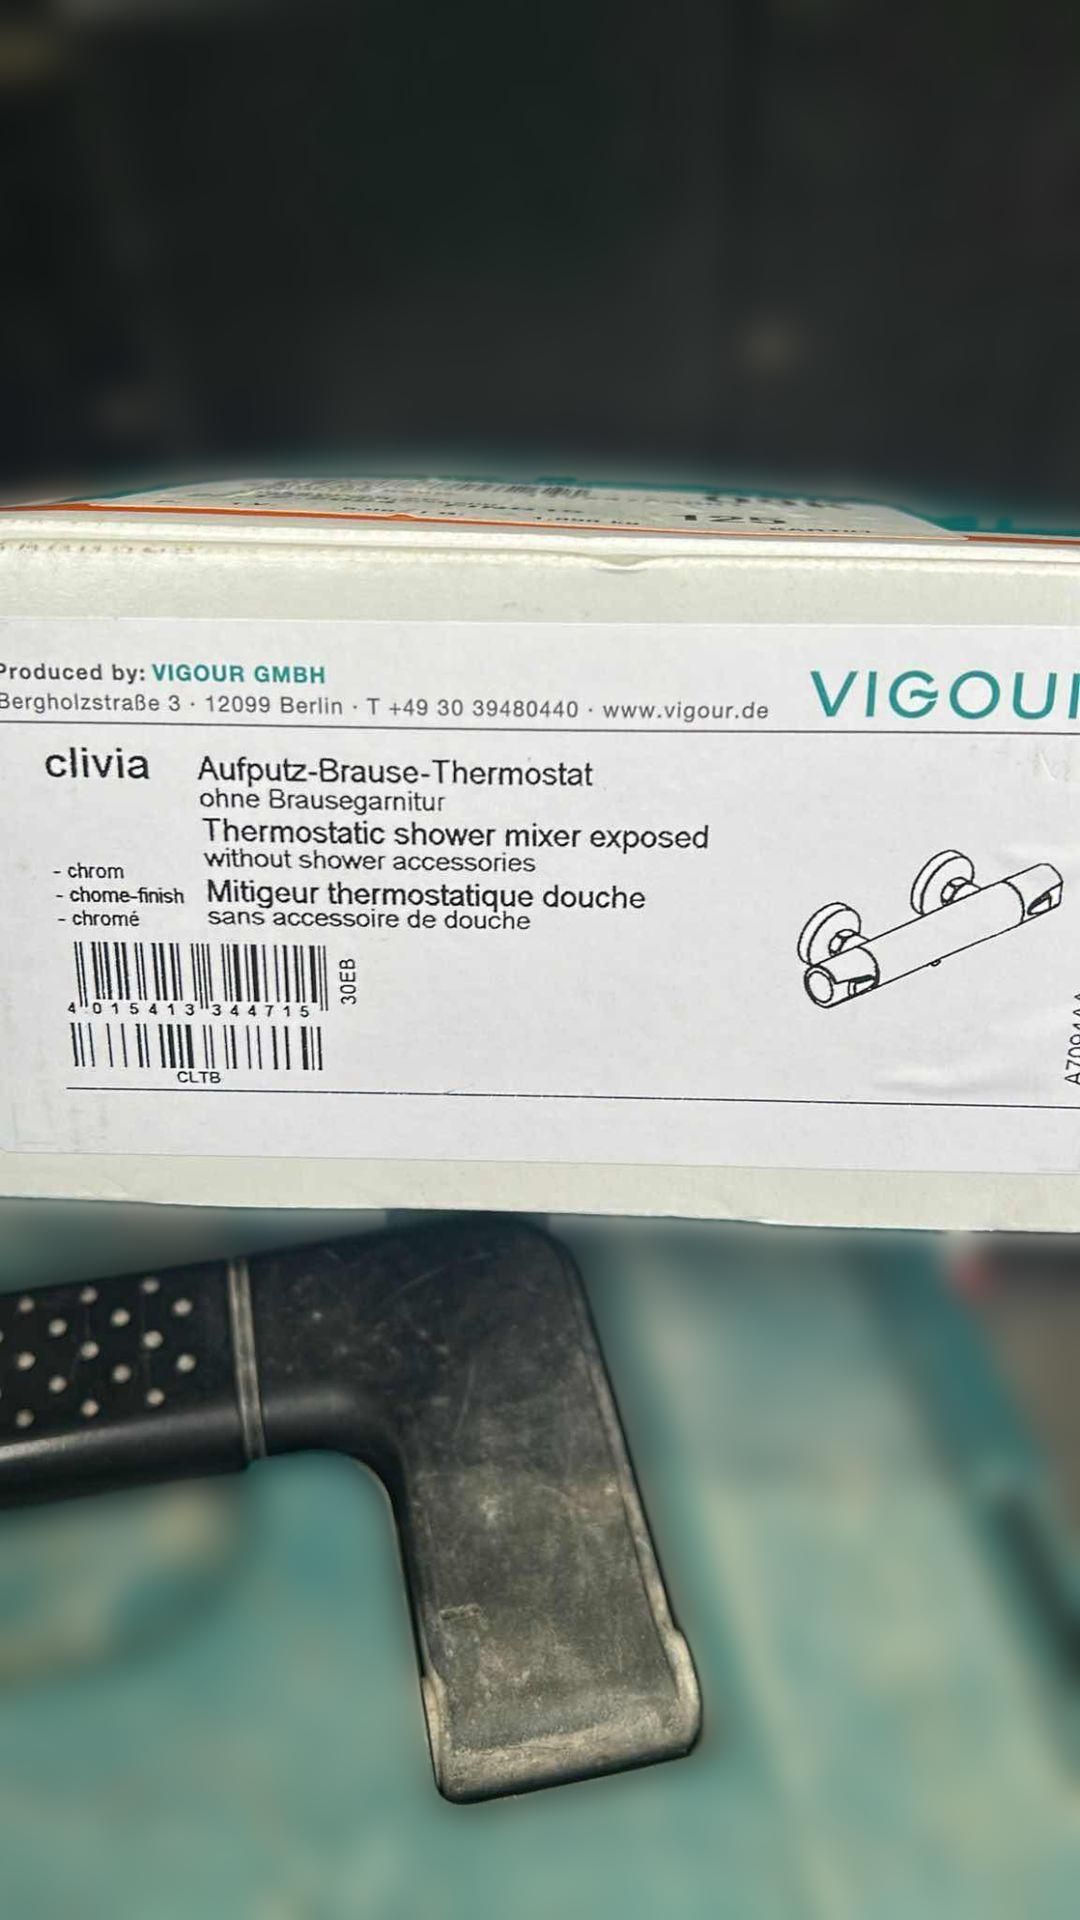 125
Produced by: VIGOUR GMBH
Bergholzstraße 3 · 12099 Berlin · T +49 30 39480440 · www.vigour.de
VIGOUR
clivia
Aufputz-Brause-Thermostat
ohne Brausegarnitur
Thermostatic shower mixer exposed
without shower accessories
Mitigeur thermostatique douche
sans accessoire de douche
- chrom
- chome-finish
- chromé
30EB
4 015413 344715
CLTB